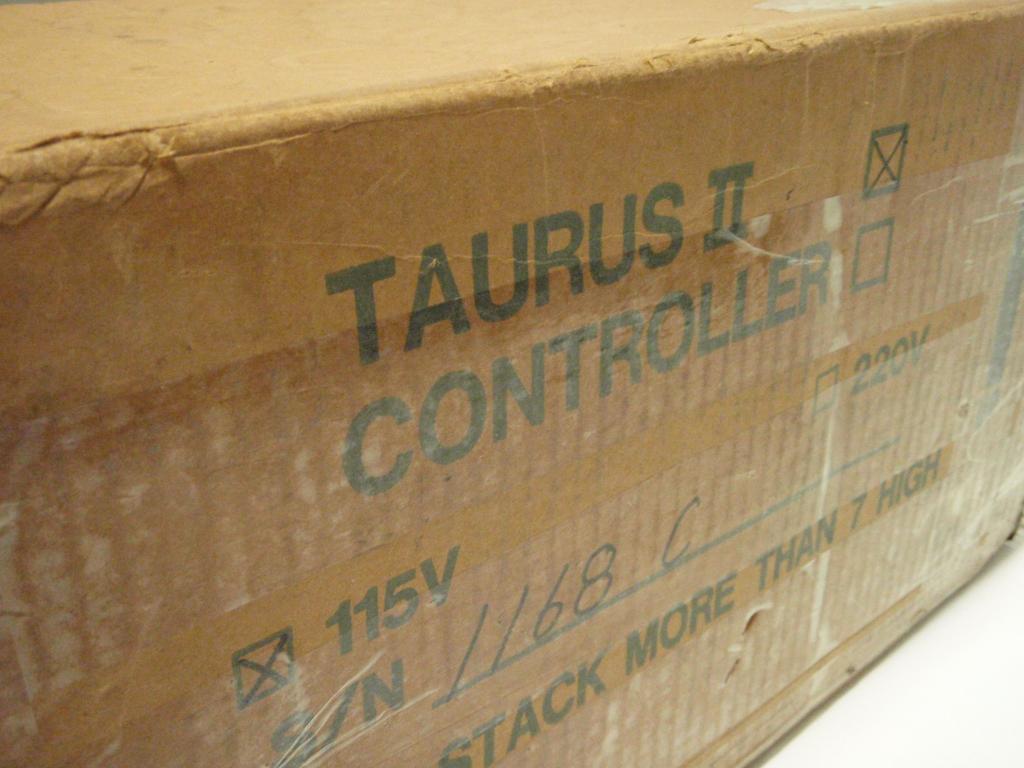 TAURUS II
CONTROLLER
115V 220V
S/N 1168 C
STACK MORE THAN 7 HIGH